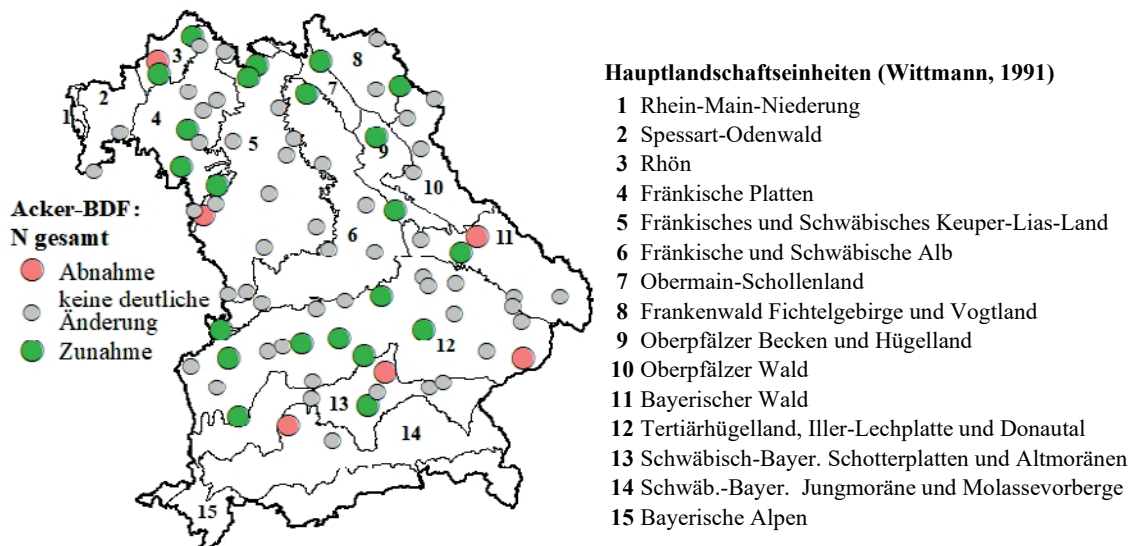 3
8
2
7
1
4
5
9
10
6
11
12
13
14
15
Acker-BDF:
N gesamt
Abnahme
keine deutliche
Änderung
Zunahme
Hauptlandschaftseinheiten (Wittmann, 1991)
1 Rhein-Main-Niederung
2 Spessart-Odenwald
3 Rhön
4 Fränkische Platten
5 Fränkisches und Schwäbisches Keuper-Lias-Land
6 Fränkische und Schwäbische Alb
7 Obermain-Schollenland
8 Frankenwald Fichtelgebirge und Vogtland
9 Oberpfälzer Becken und Hügelland
10 Oberpfälzer Wald
11 Bayerischer Wald
12 Tertiärhügelland, Iller-Lechplatte und Donautal
13 Schwäbisch-Bayer. Schotterplatten und Altmoränen
14 Schwäb.-Bayer. Jungmoräne und Molassevorberge
15 Bayerische Alpen